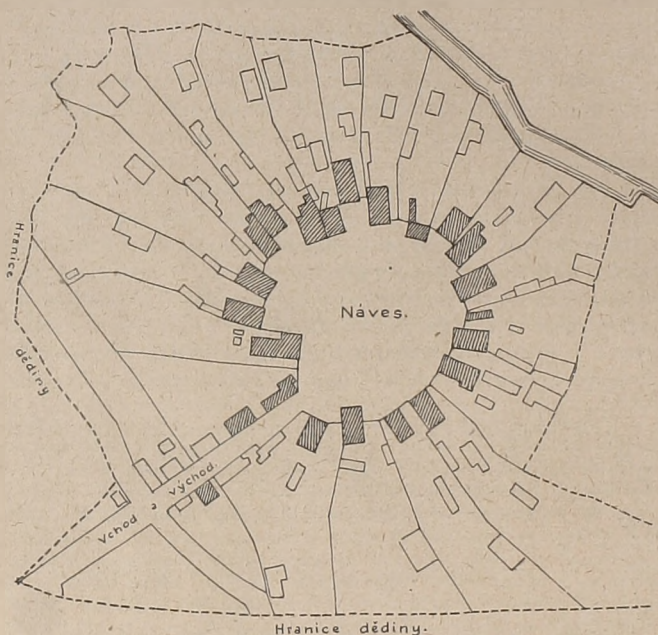 Náves.
Hranice
dědiny
vchod a východ.
Hranice dědiny.